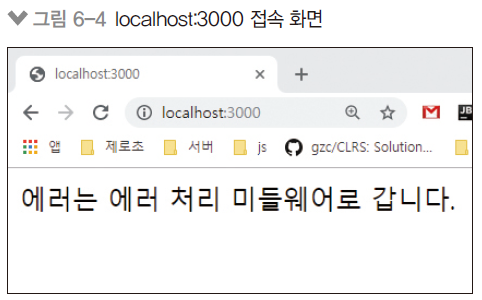 그림 6-4 localhost:3000 접속 화면
localhost:3000
localhost:3000
앱 제로초 서버 js gzc/CLRS: Solution...
에러는 에러 처리 미들웨어로 갑니다.